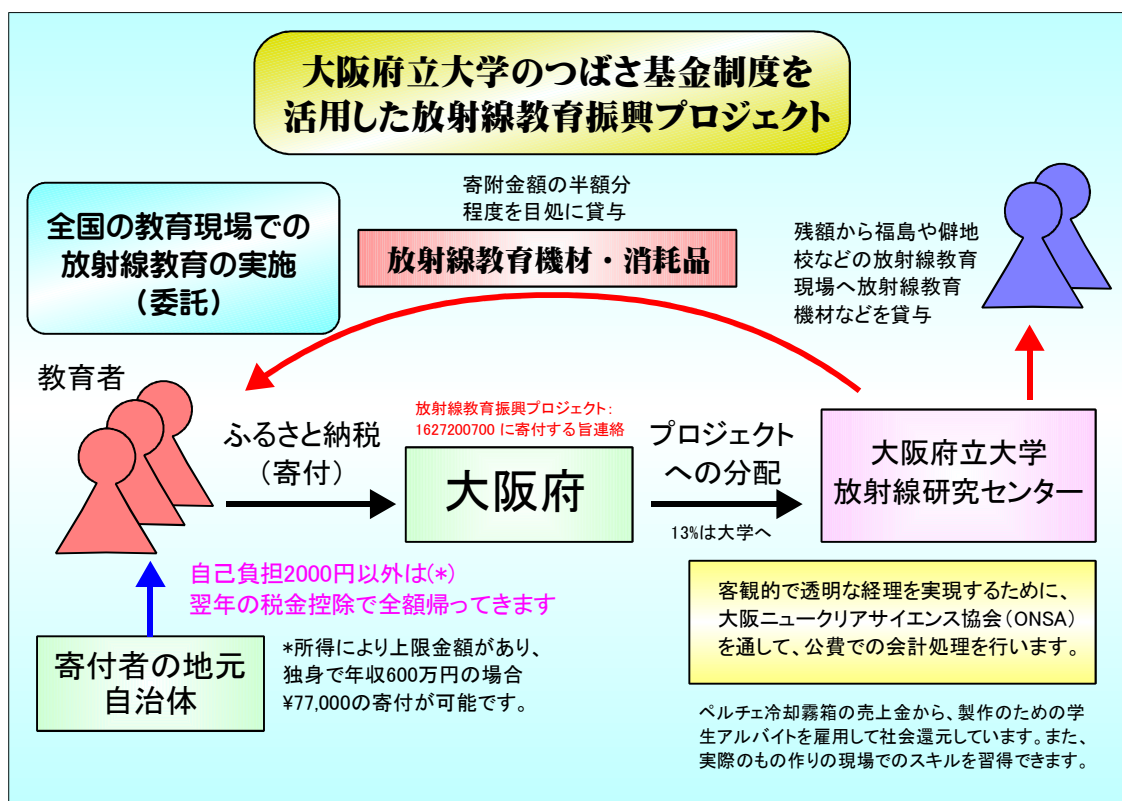 大阪府立大学のつばさ基金制度を
活用した放射線教育振興プロジェクト
全国の教育現場での
放射線教育の実施
（委託）
寄附金額の半額分
程度を目処に貸与
放射線教育機材・消耗品
残額から福島や僻地
校などの放射線教育
現場へ放射線教育
機材などを貸与
教育者
ふるさと納税
（寄付）
放射線教育振興プロジェクト：
1627200700 に寄付する旨連絡
大阪府
プロジェクト
への分配
13%は大学へ
大阪府立大学
放射線研究センター
自己負担2000円以外は(*)
翌年の税金控除で全額帰ってきます
寄付者の地元
自治体
*所得により上限金額があり、
独身で年収600万円の場合
¥77,000の寄付が可能です。
客観的で透明な経理を実現するために、
大阪ニュークリアサイエンス協会（ONSA）
を通して、公費での会計処理を行います。
ペルチェ冷却霧箱の売上金から、製作のための学
生アルバイトを雇用して社会還元しています。また、
実際のもの作りの現場でのスキルを習得できます。